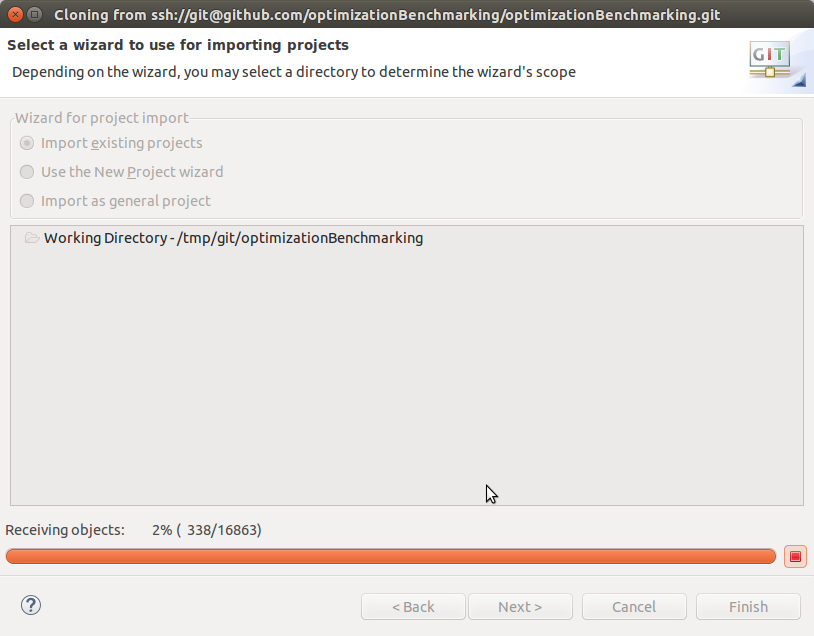 Cloning from ssh://git@github.com/optimizationBenchmarking/optimizationBenchmarking.git
Select a wizard to use for importing projects
Depending on the wizard, you may select a directory to determine the wizard's scope
GIT
Wizard for project import
Import existing projects
Use the New Project wizard
Import as general project
Working Directory - /tmp/git/optimizationBenchmarking
Receiving objects: 2% ( 338/16863)
?
< Back Next > Cancel Finish